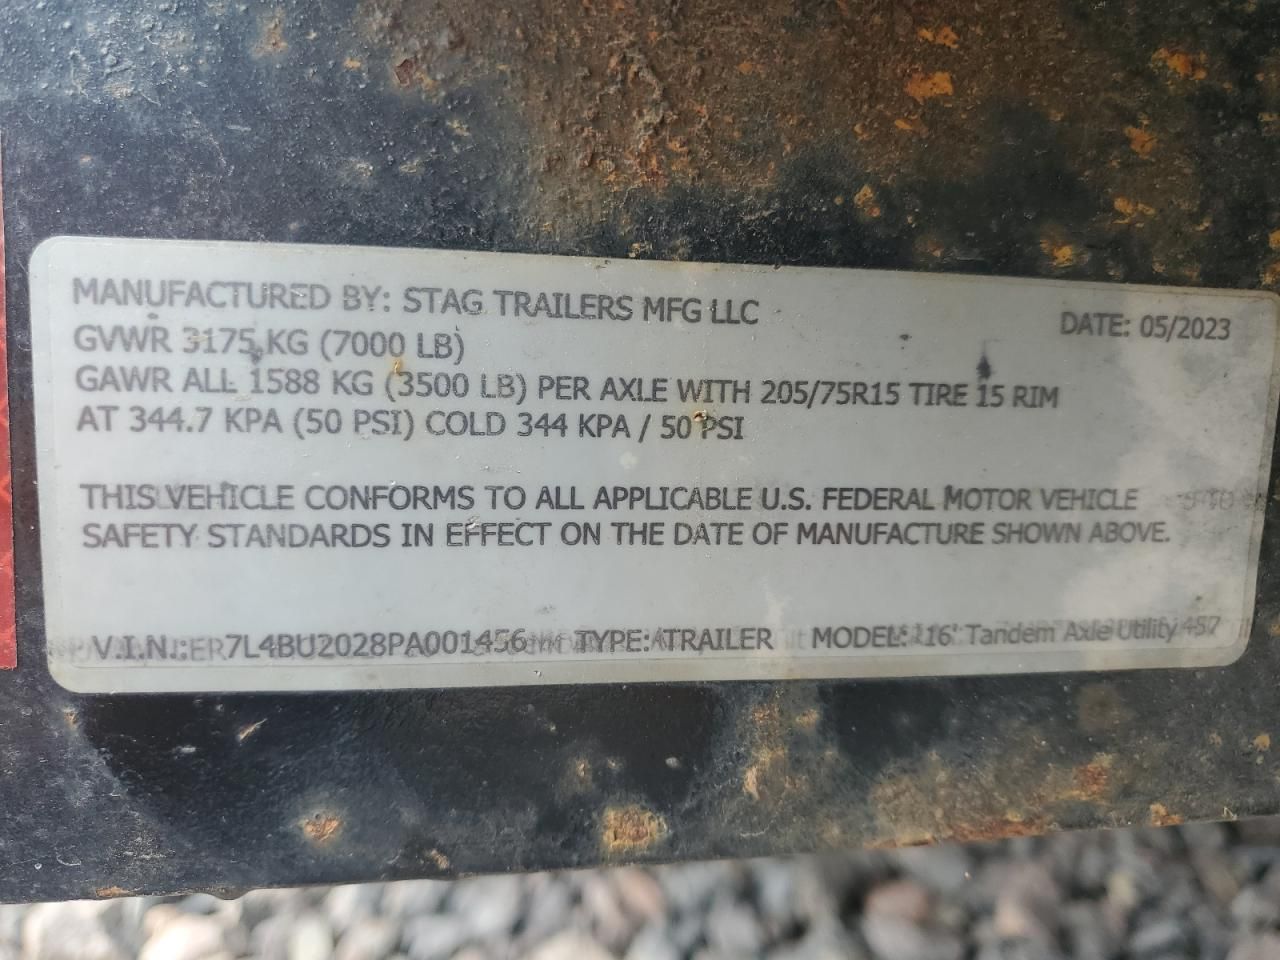 MANUFACTURED BY: STAG TRAILERS MFG LLC
DATE: 05/2023
GVWR 3175 KG (7000 LB)
GAWR ALL 1588 KG (3500 LB) PER AXLE WITH 205/75R15 TIRE 15 RIM
AT 344.7 KPA (50 PSI) COLD 344 KPA / 50 PSI
THIS VEHICLE CONFORMS TO ALL APPLICABLE U.S. FEDERAL MOTOR VEHICLE
SAFETY STANDARDS IN EFFECT ON THE DATE OF MANUFACTURE SHOWN ABOVE.
V.I.N.: 7L4BU2028PA001456 TYPE: TRAILER MODEL: 16' Tandem Axle Utility